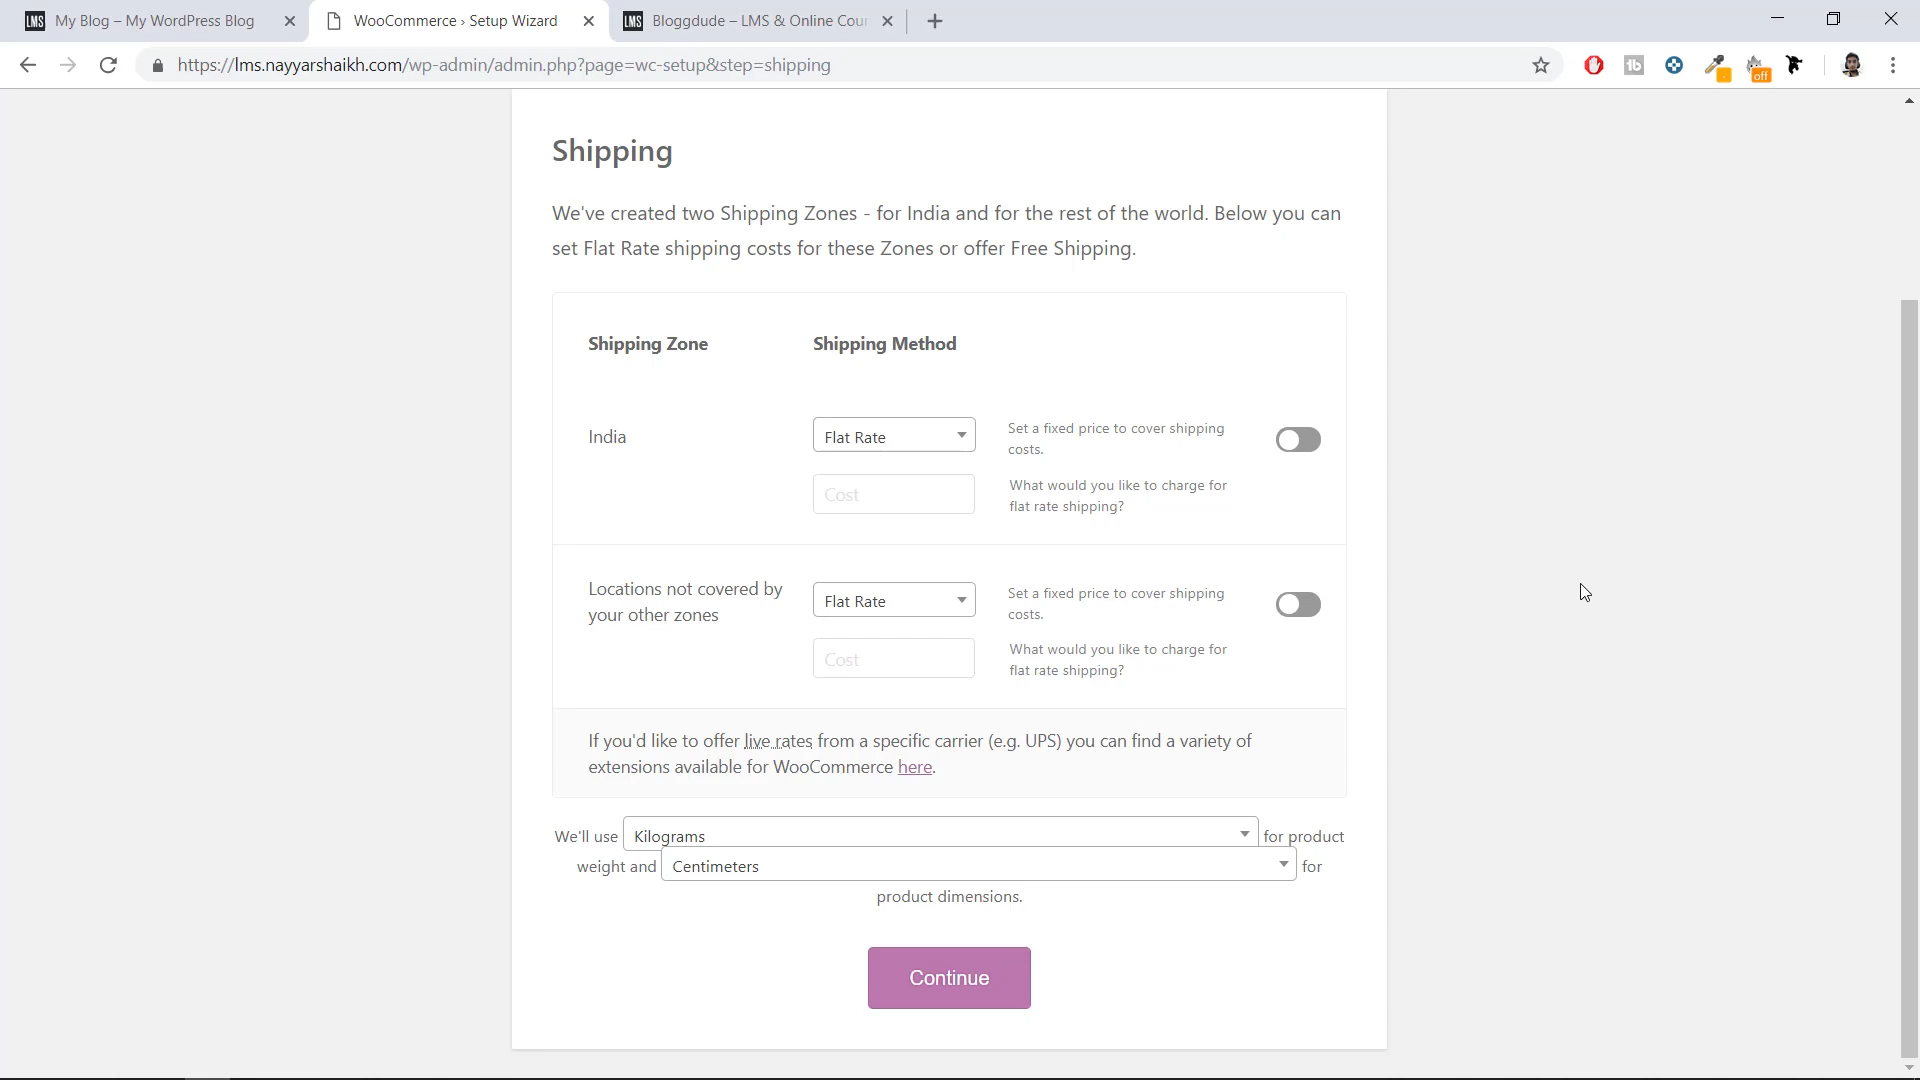 My Blog – My WordPress Blog
WooCommerce › Setup Wizard
Bloggdude – LMS & Online Cour
https://lms.nayyarshaikh.com/wp-admin/admin.php?page=wc-setup&step=shipping
off
Shipping
We've created two Shipping Zones - for India and for the rest of the world. Below you can
set Flat Rate shipping costs for these Zones or offer Free Shipping.
Shipping Zone
Shipping Method
India
Flat Rate
Set a fixed price to cover shipping
costs.
Cost
What would you like to charge for
flat rate shipping?
Locations not covered by
your other zones
Flat Rate
Set a fixed price to cover shipping
costs.
Cost
What would you like to charge for
flat rate shipping?
If you'd like to offer live rates from a specific carrier (e.g. UPS) you can find a variety of
extensions available for WooCommerce here.
We'll use Kilograms for product
weight and Centimeters for
product dimensions.
Continue